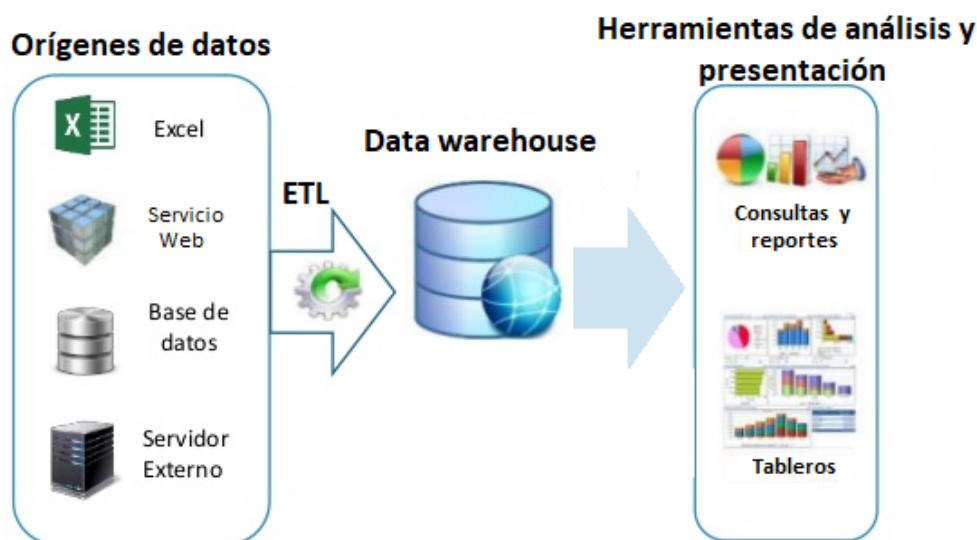 Orígenes de datos
Excel
Servicio
Web
Base de
datos
Servidor
Externo
ETL
Data warehouse
Herramientas de análisis y
presentación
Consultas y
reportes
Tableros